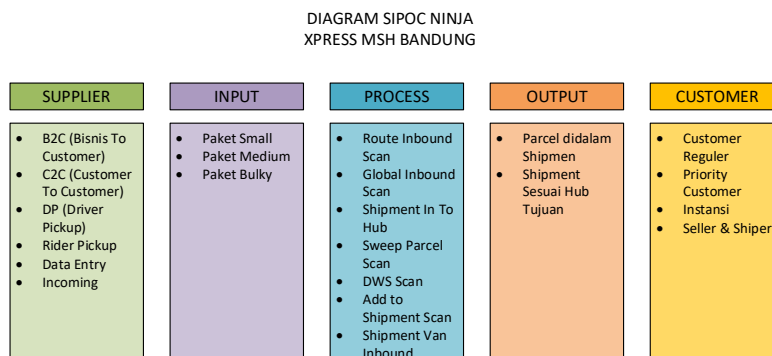 DIAGRAM SIPOC NINJA
XPRESS MSH BANDUNG
SUPPLIER
• B2C (Bisnis To
Customer)
• C2C (Customer
To Customer)
• DP (Driver
Pickup)
• Rider Pickup
• Data Entry
• Incoming
INPUT
• Paket Small
• Paket Medium
• Paket Bulky
PROCESS
• Route Inbound
Scan
• Global Inbound
Scan
• Shipment In To
Hub
• Sweep Parcel
Scan
• DWS Scan
• Add to
Shipment Scan
• Shipment Van
Inbound
OUTPUT
• Parcel didalam
Shipmen
• Shipment
Sesuai Hub
Tujuan
CUSTOMER
• Customer
Reguler
• Priority
Customer
• Instansi
• Seller & Shiper